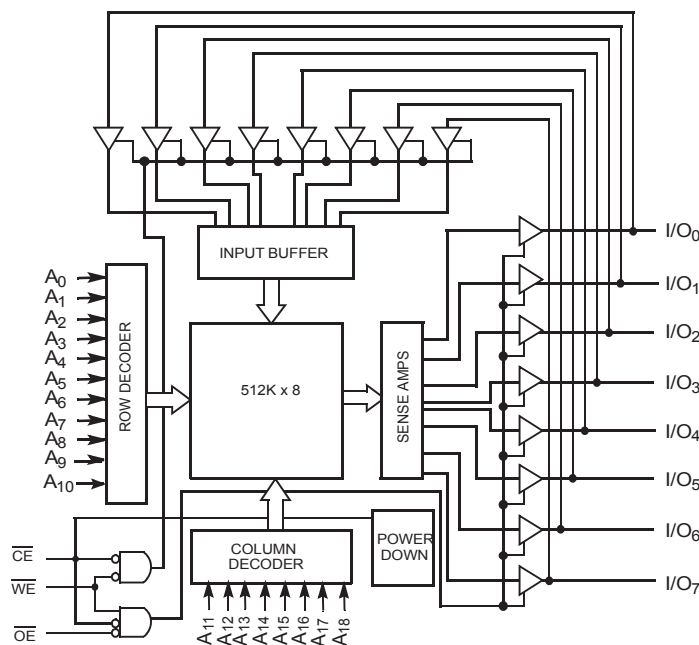 INPUT BUFFER
I/O0
I/O1
I/O2
I/O3
I/O4
I/O5
I/O6
I/O7
A0
A1
A2
A3
A4
A5
A6
A7
A8
A9
A10
ROW DECODER
512K x 8
SENSE AMPS
COLUMN
DECODER
POWER
DOWN
CE
WE
OE
A11
A12
A13
A14
A15
A16
A17
A18